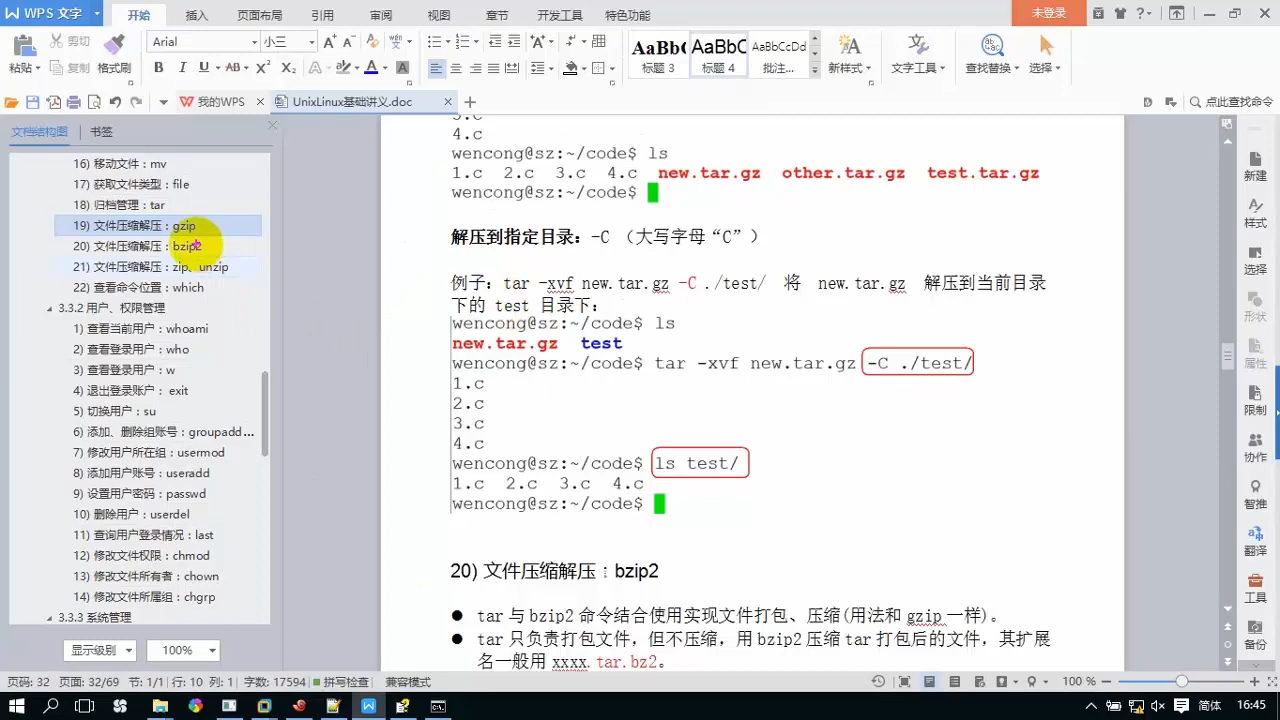 WPS 文字
开始
插入
页面布局
引用
审阅
视图
章节
开发工具
特色功能
未登录
剪切
Arial
小三
粘贴
复制
格式刷
AaBb(
AaBbC
AaBbCcDd
标题 3
标题 4
批注...
新样式
文字工具
查找替换
选择
我的WPS
UnixLinux基础讲义.doc
点此查找命令
文档结构图
书签
16) 移动文件：mv
17) 获取文件类型：file
18) 归档管理：tar
19) 文件压缩解压：gzip
20) 文件压缩解压：bzip2
21) 文件压缩解压：zip、unzip
22) 查看命令位置：which
3.3.2 用户、权限管理
1) 查看当前用户：whoami
2) 查看登录用户：who
3) 查看登录用户：w
4) 退出登录账户： exit
5) 切换用户：su
6) 添加、删除组账号：groupadd ...
7) 修改用户所在组：usermod
8) 添加用户账号：useradd
9) 设置用户密码：passwd
10) 删除用户：userdel
11) 查询用户登录情况：last
12) 修改文件权限：chmod
13) 修改文件所有者：chown
14) 修改文件所属组：chgrp
3.3.3 系统管理
显示级别
100%
3.c
4.c
wencong@sz:~/code$ ls
1.c 2.c 3.c 4.c new.tar.gz other.tar.gz test.tar.gz
wencong@sz:~/code$
解压到指定目录：-C （大写字母“C”）
例子：tar -xvf new.tar.gz -C ./test/ 将 new.tar.gz 解压到当前目录
下的 test 目录下：
wencong@sz:~/code$ ls
new.tar.gz test
wencong@sz:~/code$ tar -xvf new.tar.gz -C ./test/
1.c
2.c
3.c
4.c
wencong@sz:~/code$ ls test/
1.c 2.c 3.c 4.c
wencong@sz:~/code$
20) 文件压缩解压：bzip2
● tar 与 bzip2 命令结合使用实现文件打包、压缩(用法和 gzip 一样)。
● tar 只负责打包文件，但不压缩，用 bzip2 压缩 tar 打包后的文件，其扩展
名一般用 xxxx.tar.bz2。
新建
样式
选择
形状
属性
限制
协作
智推
翻译
工具
备份
页码: 32 页面: 32/69 节: 1/1 行: 10 列: 1 字数: 17594 拼写检查 兼容模式
100 %
简体
16:45